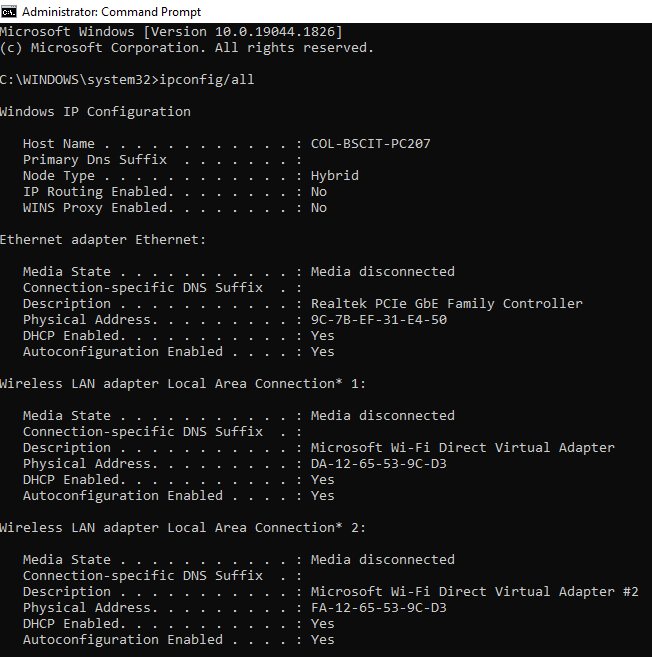 Administrator: Command Prompt
Microsoft Windows [Version 10.0.19044.1826]
(c) Microsoft Corporation. All rights reserved.
C:\WINDOWS\system32>ipconfig/all
Windows IP Configuration
Host Name . . . . . . . . . . . . : COL-BSCIT-PC207
Primary Dns Suffix  . . . . . . . :
Node Type . . . . . . . . . . . . : Hybrid
IP Routing Enabled. . . . . . . . : No
WINS Proxy Enabled. . . . . . . . : No
Ethernet adapter Ethernet:
Media State . . . . . . . . . . . : Media disconnected
Connection-specific DNS Suffix  . :
Description . . . . . . . . . . . : Realtek PCIe GbE Family Controller
Physical Address. . . . . . . . . : 9C-7B-EF-31-E4-50
DHCP Enabled. . . . . . . . . . . : Yes
Autoconfiguration Enabled . . . . : Yes
Wireless LAN adapter Local Area Connection* 1:
Media State . . . . . . . . . . . : Media disconnected
Connection-specific DNS Suffix  . :
Description . . . . . . . . . . . : Microsoft Wi-Fi Direct Virtual Adapter
Physical Address. . . . . . . . . : DA-12-65-53-9C-D3
DHCP Enabled. . . . . . . . . . . : Yes
Autoconfiguration Enabled . . . . : Yes
Wireless LAN adapter Local Area Connection* 2:
Media State . . . . . . . . . . . : Media disconnected
Connection-specific DNS Suffix  . :
Description . . . . . . . . . . . : Microsoft Wi-Fi Direct Virtual Adapter #2
Physical Address. . . . . . . . . : FA-12-65-53-9C-D3
DHCP Enabled. . . . . . . . . . . : Yes
Autoconfiguration Enabled . . . . : Yes